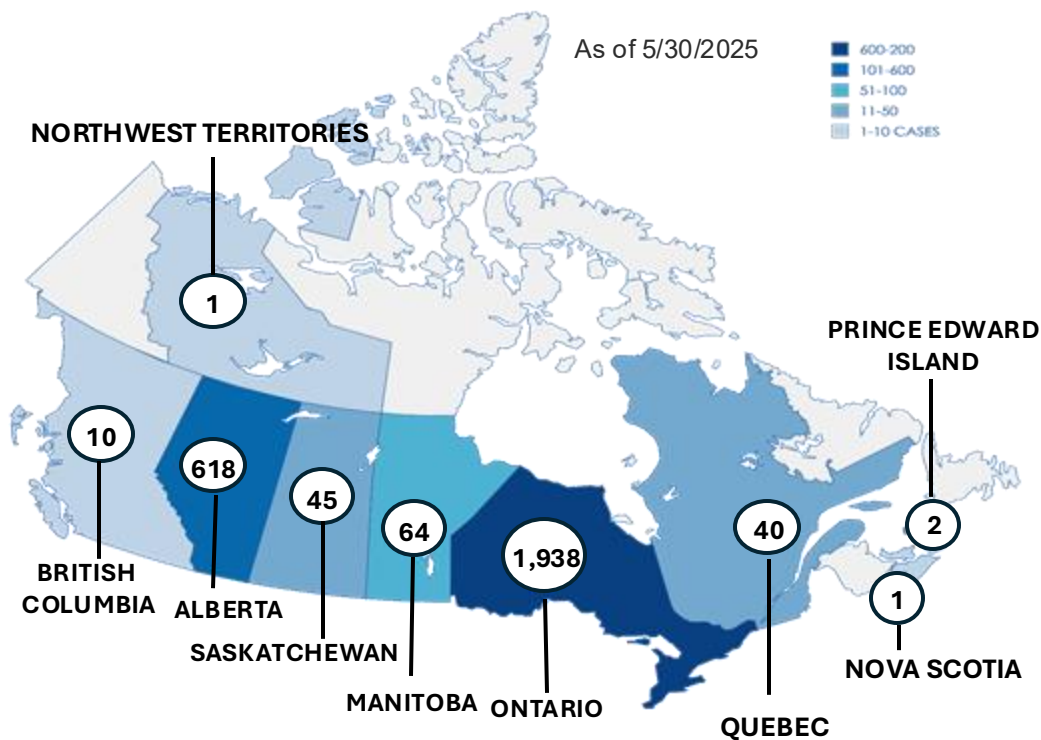 As of 5/30/2025
600-200
101-600
51-100
11-50
1-10 CASES
NORTHWEST TERRITORIES
1
PRINCE EDWARD
ISLAND
10
618
45
64
1,938
40
2
1
BRITISH
COLUMBIA
ALBERTA
SASKATCHEWAN
MANITOBA
ONTARIO
QUEBEC
NOVA SCOTIA